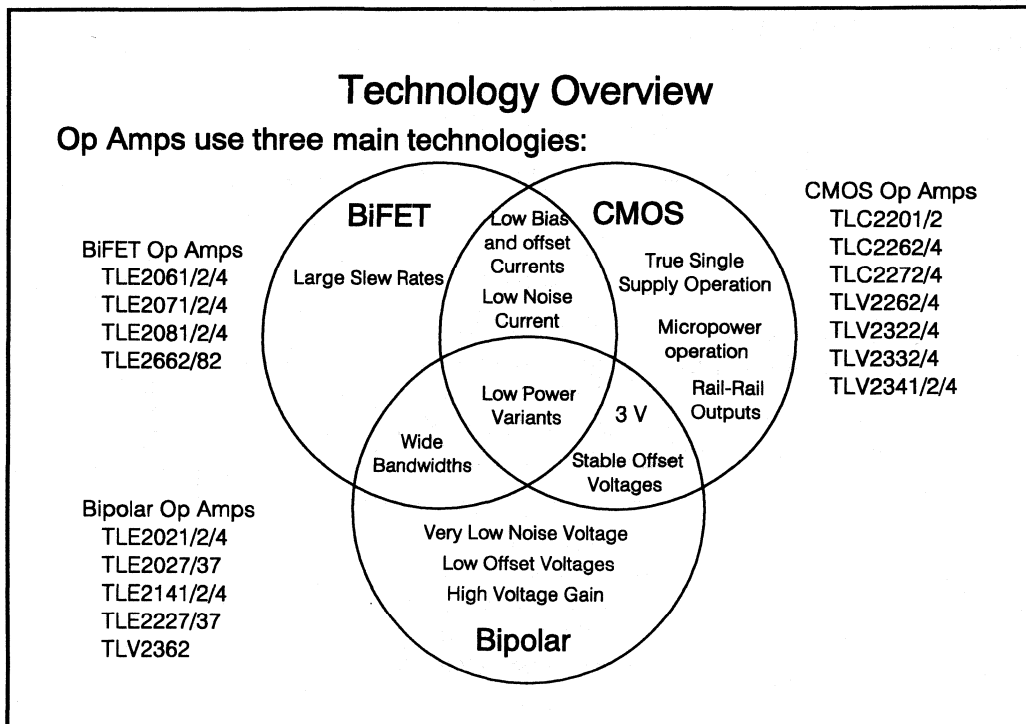 Technology Overview
Op Amps use three main technologies:
BiFET
CMOS
Large Slew Rates
Low Bias
and offset
Currents
Low Noise
Current
True Single
Supply Operation
Micropower
operation
Rail-Rail
Outputs
Low Power
Variants
3 V
Wide
Bandwidths
Stable Offset
Voltages
Very Low Noise Voltage
Low Offset Voltages
High Voltage Gain
Bipolar
BiFET Op Amps
TLE2061/2/4
TLE2071/2/4
TLE2081/2/4
TLE2662/82
CMOS Op Amps
TLC2201/2
TLC2262/4
TLC2272/4
TLV2262/4
TLV2322/4
TLV2332/4
TLV2341/2/4
Bipolar Op Amps
TLE2021/2/4
TLE2027/37
TLE2141/2/4
TLE2227/37
TLV2362